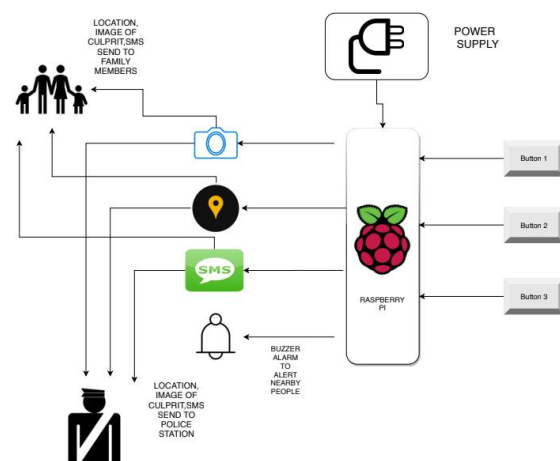 LOCATION,
IMAGE OF
CULPRIT,SMS
SEND TO
FAMILY
MEMBERS
POWER
SUPPLY
Button 1
Button 2
SMS
Button 3
RASPBERRY
PI
BUZZER
ALARM
TO
ALERT
NEARBY
PEOPLE
LOCATION,
IMAGE OF
CULPRIT,SMS
SEND TO
POLICE
STATION